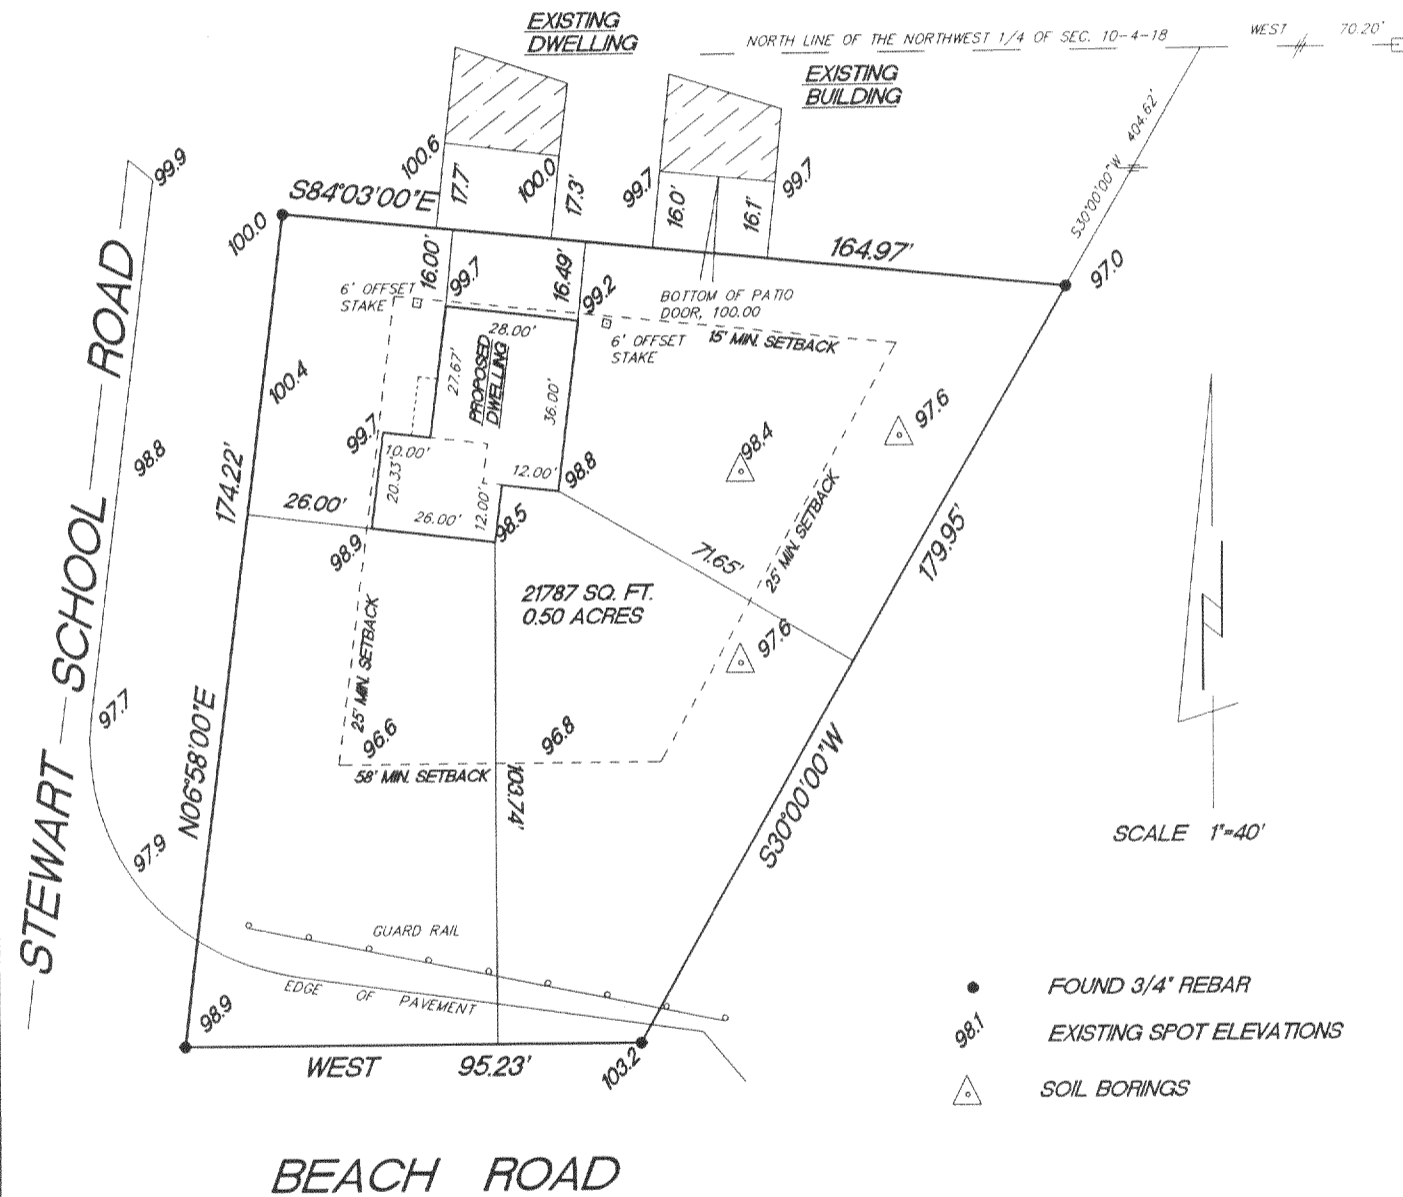 EXISTING
DWELLING
NORTH LINE OF THE NORTHWEST 1/4 OF SEC. 10-4-18
WEST 70.20'
EXISTING
BUILDING
S30°00'00"W 404.62'
99.9
100.6
17.7'
100.0
17.3'
99.7
16.0'
16.1'
99.7
S84°03'00"E
164.97'
100.0
97.0
16.00'
99.7
16.49'
99.2
6' OFFSET
STAKE
BOTTOM OF PATIO
DOOR, 100.00
6' OFFSET
STAKE
15' MIN. SETBACK
28.00'
27.67'
PROPOSED
DWELLING
36.00'
100.4
99.7
10.00'
20.33'
12.00'
98.8
12.00'
98.5
26.00'
26.00'
98.9
98.4
97.6
25' MIN. SETBACK
174.22'
98.8
STEWART SCHOOL ROAD
71.65'
179.95'
21787 SQ. FT.
0.50 ACRES
97.6
25' MIN. SETBACK
97.7
96.6
96.8
58' MIN. SETBACK
103.74'
N06°58'00"E
S30°00'00"W
97.9
SCALE 1"=40'
GUARD RAIL
EDGE OF PAVEMENT
98.9
WEST 95.23'
103.2
FOUND 3/4" REBAR
98.1 EXISTING SPOT ELEVATIONS
SOIL BORINGS
BEACH ROAD